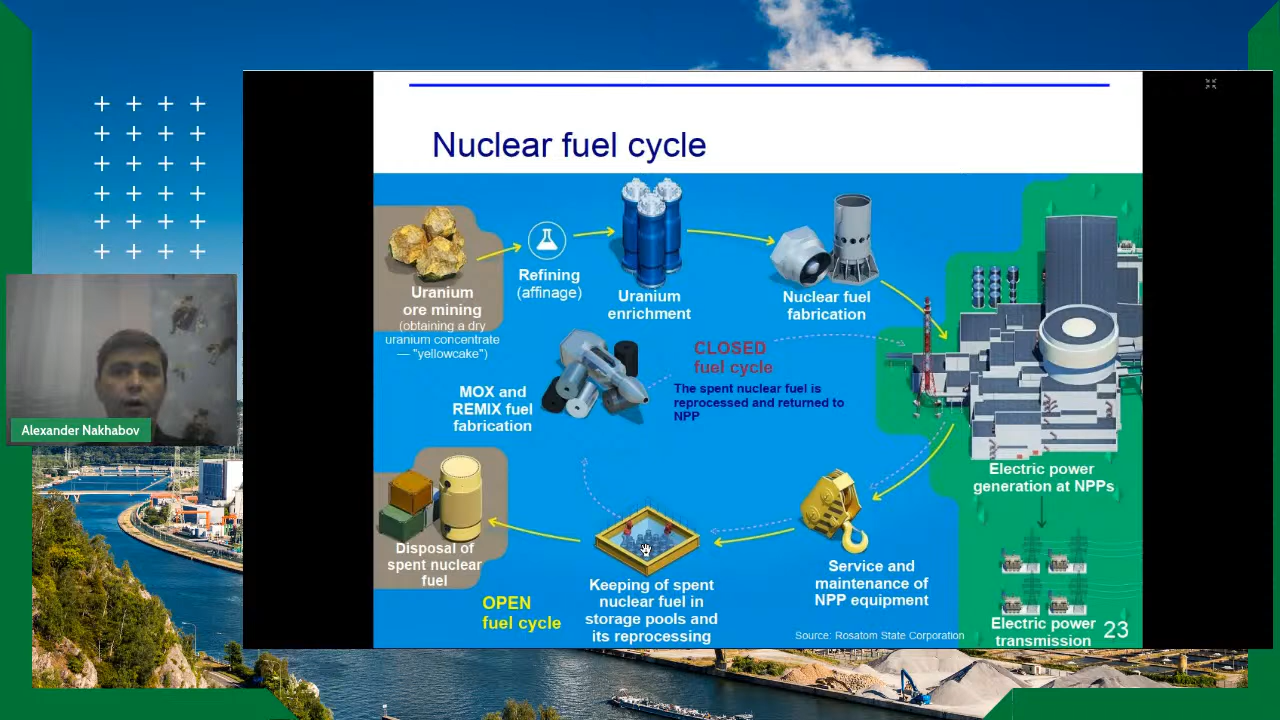 Nuclear fuel cycle
Uranium
ore mining
(obtaining a dry
uranium concentrate
— "yellowcake")
Refining
(affinage)
Uranium
enrichment
Nuclear fuel
fabrication
CLOSED
fuel cycle
The spent nuclear fuel is
reprocessed and returned to
NPP
MOX and
REMIX fuel
fabrication
Alexander Nakhabov
Electric power
generation at NPPs
Disposal of
spent nuclear
fuel
OPEN
fuel cycle
Keeping of spent
nuclear fuel in
storage pools and
its reprocessing
Service and
maintenance of
NPP equipment
Electric power
transmission
Source: Rosatom State Corporation
23